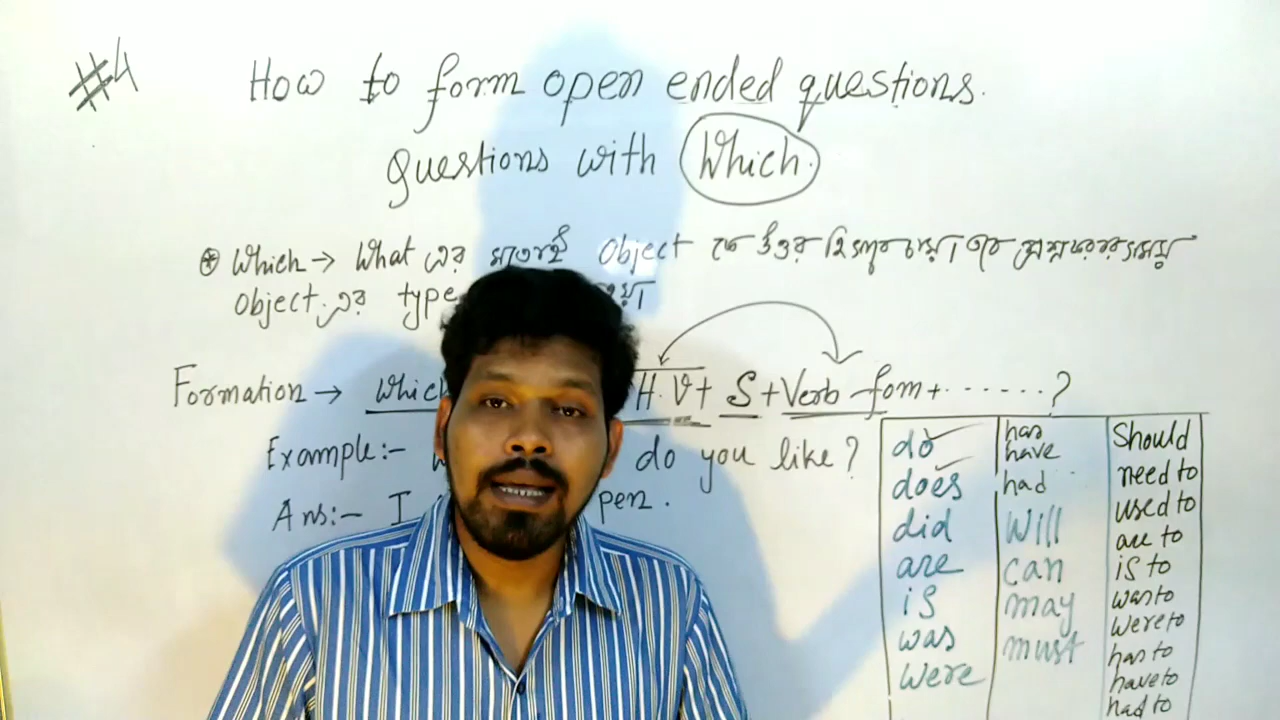 #4
How to form open ended questions.
Questions with Which.
⊛ Which → What এর মতোই Object কে উত্তর হিসেবে চায়। তবে প্রশ্ন করার সময়
object এর type
Formation → Which H.V + S + Verb fom + ......?
Example:- do you like?
Ans:- I pen.
do ✓ has have Should
does ✓ had need to
did will used to
are can are to
is may is to
was must was to
were were to
has to
have to
had to